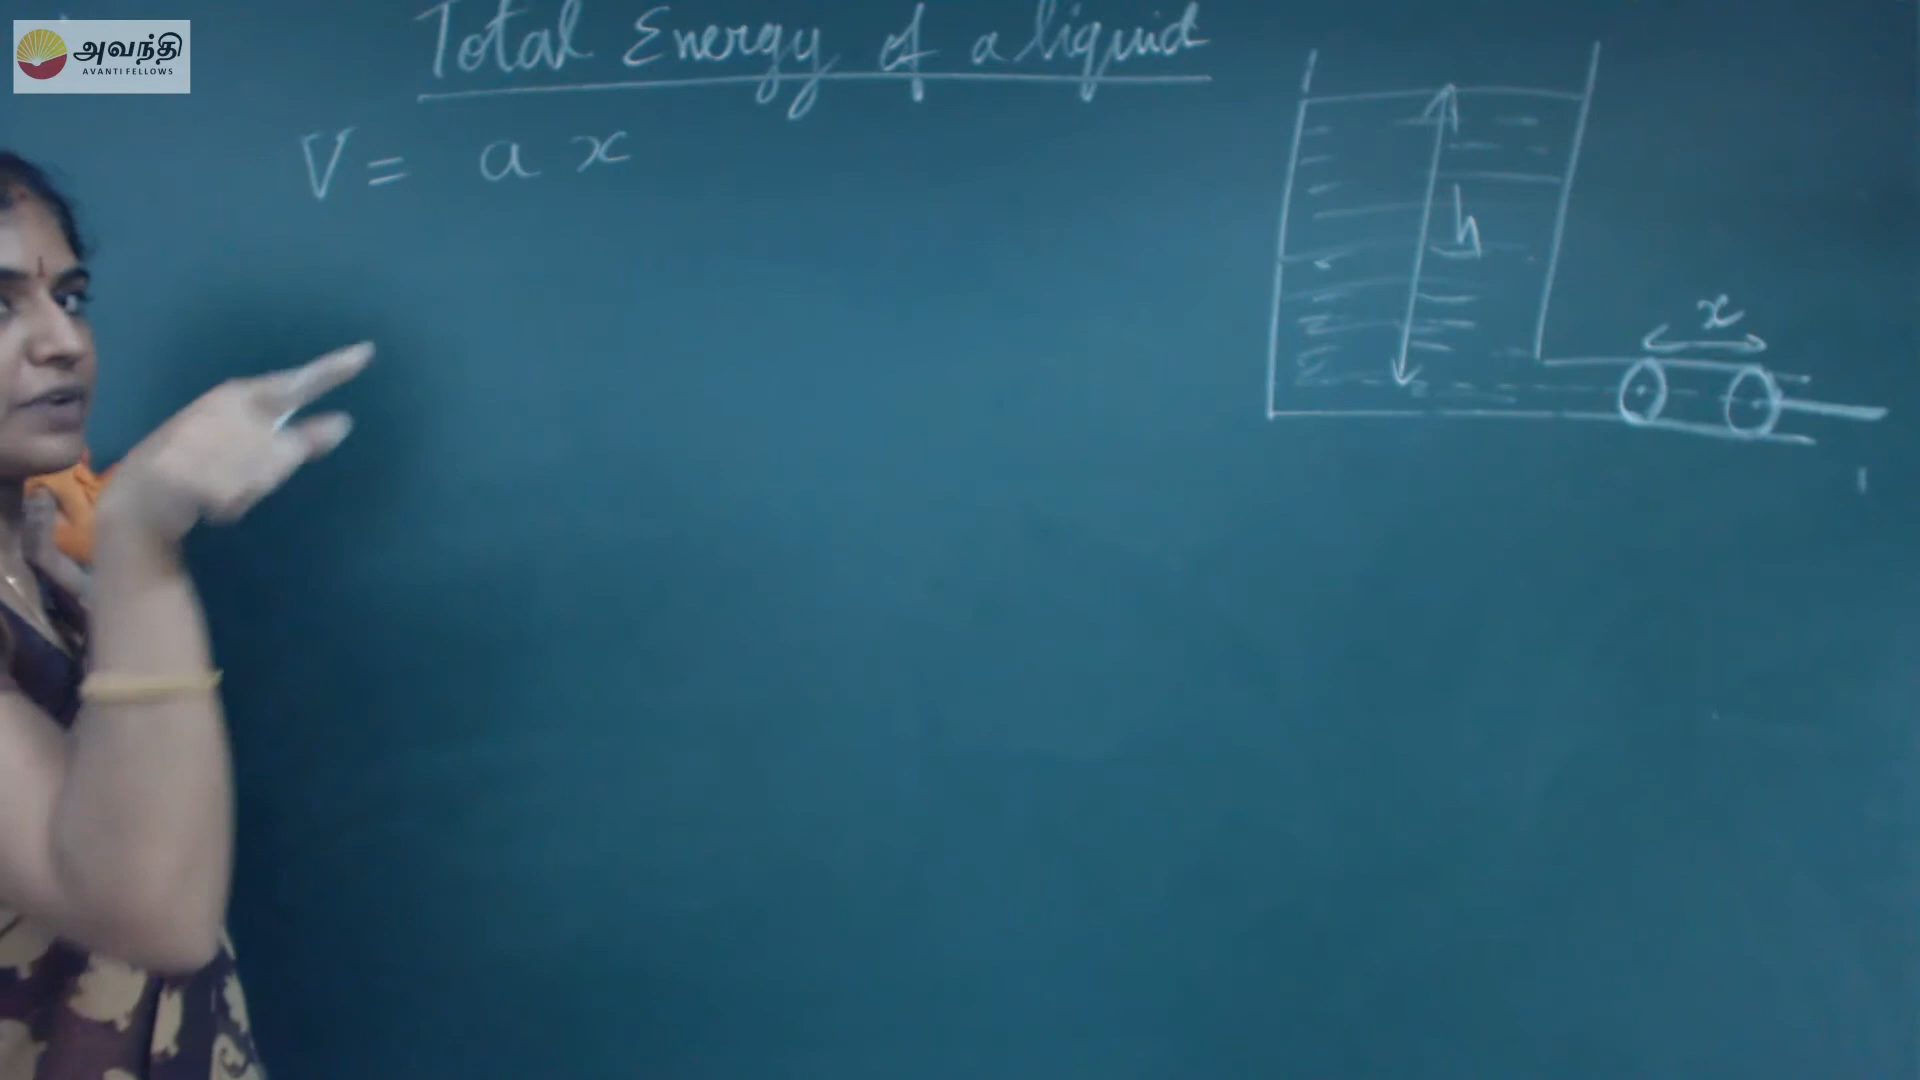 அவந்தி
AVANTI FELLOWS
Total Energy of a liquid
V = a x
h
x